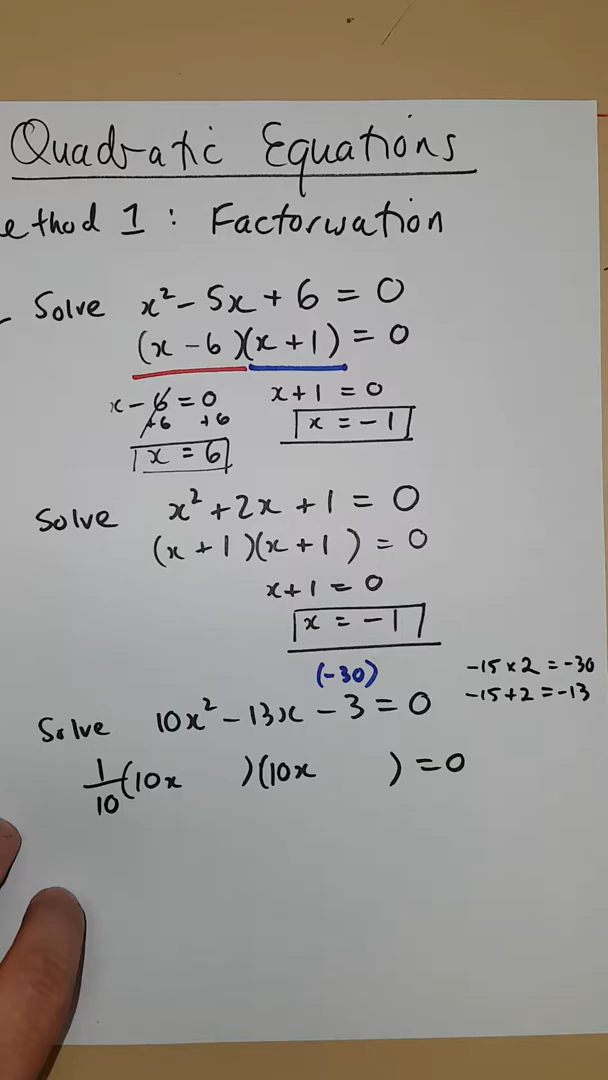 Quadratic Equations
ethod 1 : Factorisation
Solve x² - 5x + 6 = 0
(x - 6)(x + 1) = 0
x - 6 = 0 x + 1 = 0
+6 +6 x = -1
x = 6
Solve x² + 2x + 1 = 0
(x + 1)(x + 1) = 0
x + 1 = 0
x = -1
(-30) -15 x 2 = -30
-15 + 2 = -13
Solve 10x² - 13x - 3 = 0
1/10 (10x )(10x ) = 0